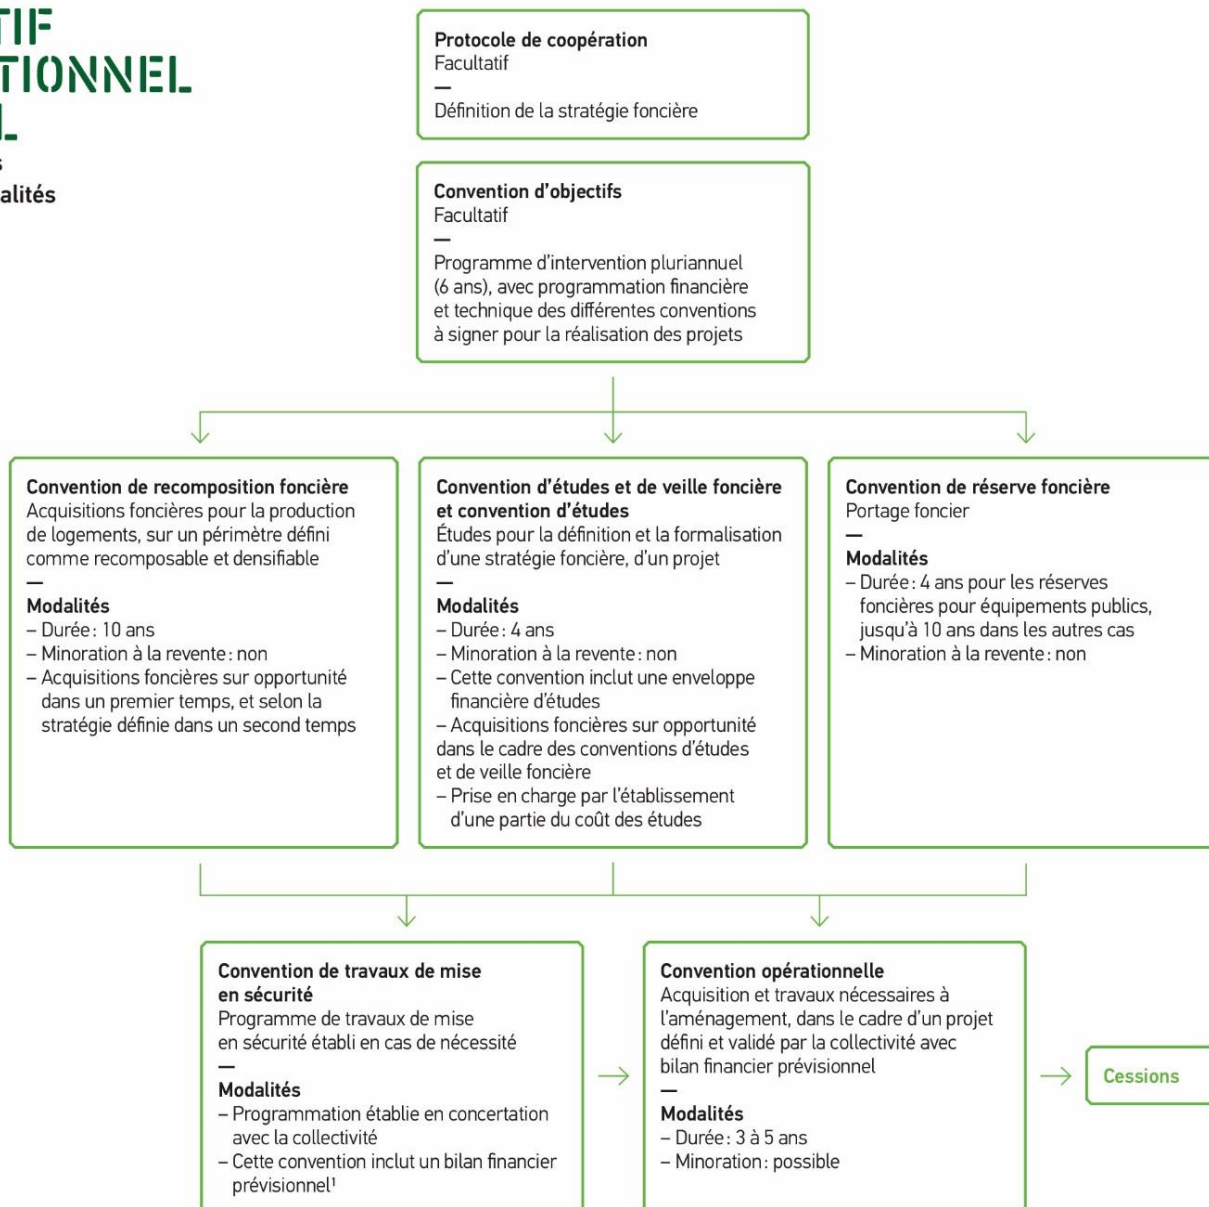 TIF
TIONNEL
L
s
alités
Protocole de coopération
Facultatif
—
Définition de la stratégie foncière
Convention d'objectifs
Facultatif
—
Programme d'intervention pluriannuel
(6 ans), avec programmation financière
et technique des différentes conventions
à signer pour la réalisation des projets
Convention de recomposition foncière
Acquisitions foncières pour la production
de logements, sur un périmètre défini
comme recomposable et densifiable
—
Modalités
– Durée : 10 ans
– Minoration à la revente : non
– Acquisitions foncières sur opportunité
dans un premier temps, et selon la
stratégie définie dans un second temps
Convention d'études et de veille foncière
et convention d'études
Études pour la définition et la formalisation
d'une stratégie foncière, d'un projet
—
Modalités
– Durée : 4 ans
– Minoration à la revente : non
– Cette convention inclut une enveloppe
financière d'études
– Acquisitions foncières sur opportunité
dans le cadre des conventions d'études
et de veille foncière
– Prise en charge par l'établissement
d'une partie du coût des études
Convention de réserve foncière
Portage foncier
—
Modalités
– Durée : 4 ans pour les réserves
foncières pour équipements publics,
jusqu'à 10 ans dans les autres cas
– Minoration à la revente : non
Convention de travaux de mise
en sécurité
Programme de travaux de mise
en sécurité établi en cas de nécessité
—
Modalités
– Programmation établie en concertation
avec la collectivité
– Cette convention inclut un bilan financier
prévisionnel¹
Convention opérationnelle
Acquisition et travaux nécessaires à
l'aménagement, dans le cadre d'un projet
défini et validé par la collectivité avec
bilan financier prévisionnel
—
Modalités
– Durée : 3 à 5 ans
– Minoration : possible
Cessions